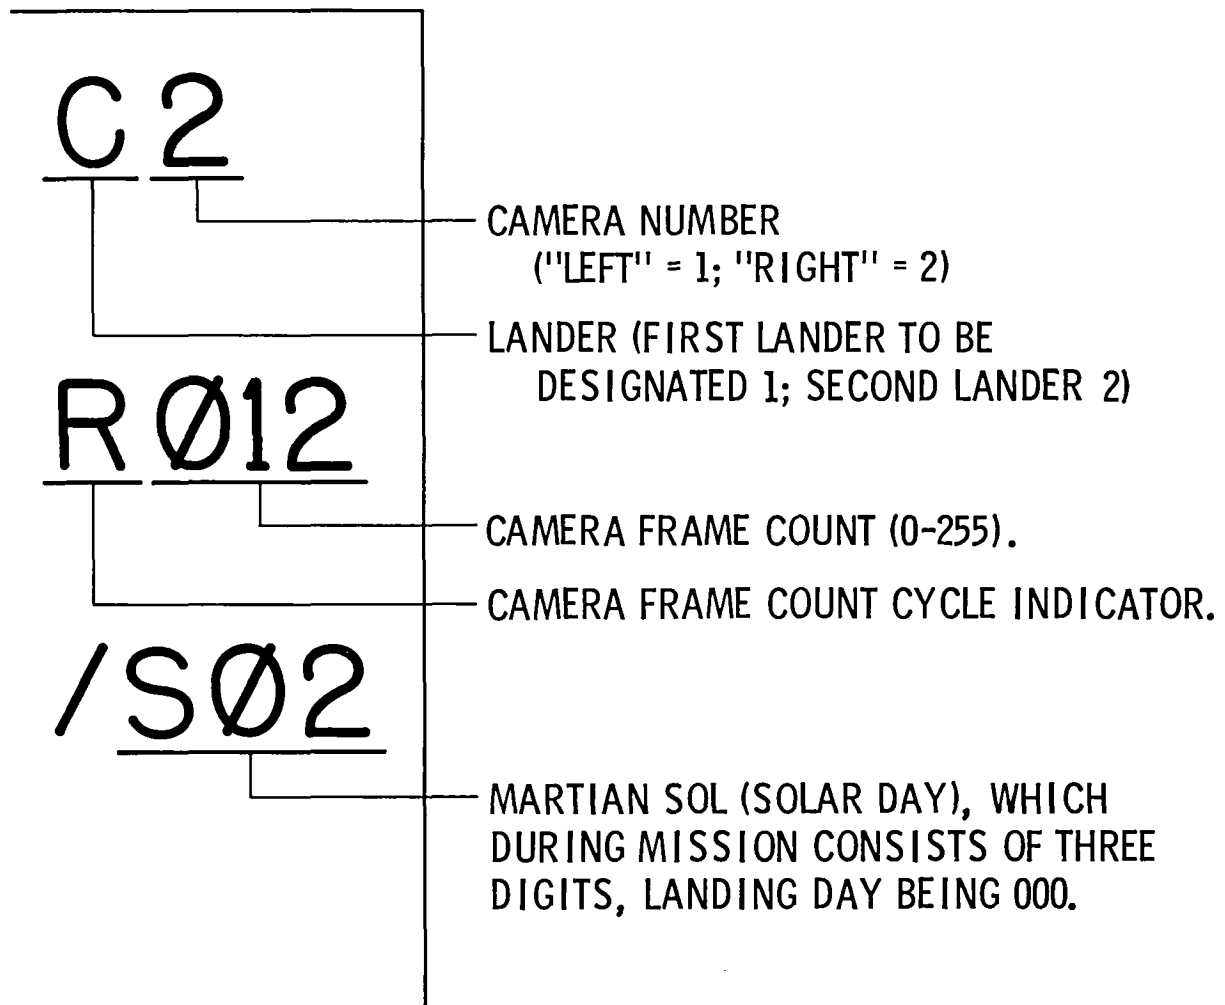 C2
CAMERA NUMBER
("LEFT" = 1; "RIGHT" = 2)
LANDER (FIRST LANDER TO BE
DESIGNATED 1; SECOND LANDER 2)
RØ12
CAMERA FRAME COUNT (0-255).
CAMERA FRAME COUNT CYCLE INDICATOR.
/SØ2
MARTIAN SOL (SOLAR DAY), WHICH
DURING MISSION CONSISTS OF THREE
DIGITS, LANDING DAY BEING 000.